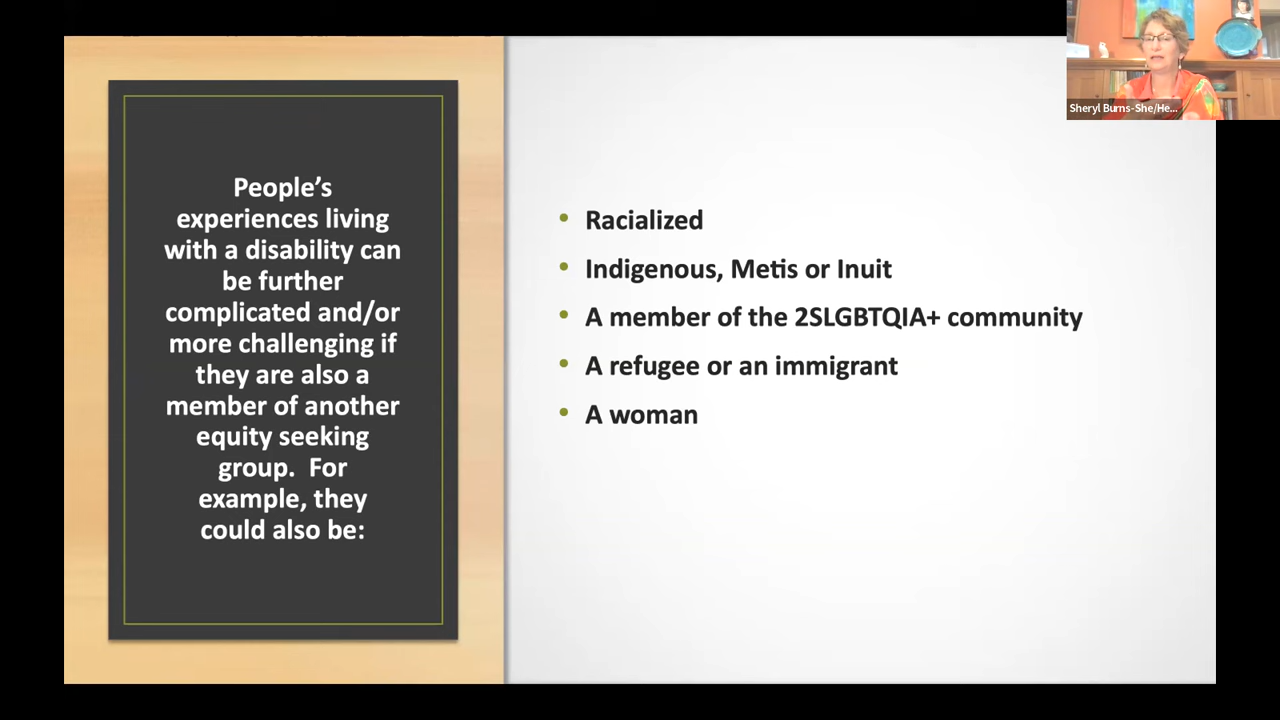 People's
experiences living
with a disability can
be further
complicated and/or
more challenging if
they are also a
member of another
equity seeking
group.  For
example, they
could also be:
• Racialized
• Indigenous, Metis or Inuit
• A member of the 2SLGBTQIA+ community
• A refugee or an immigrant
• A woman
Sheryl Burns-She/He...